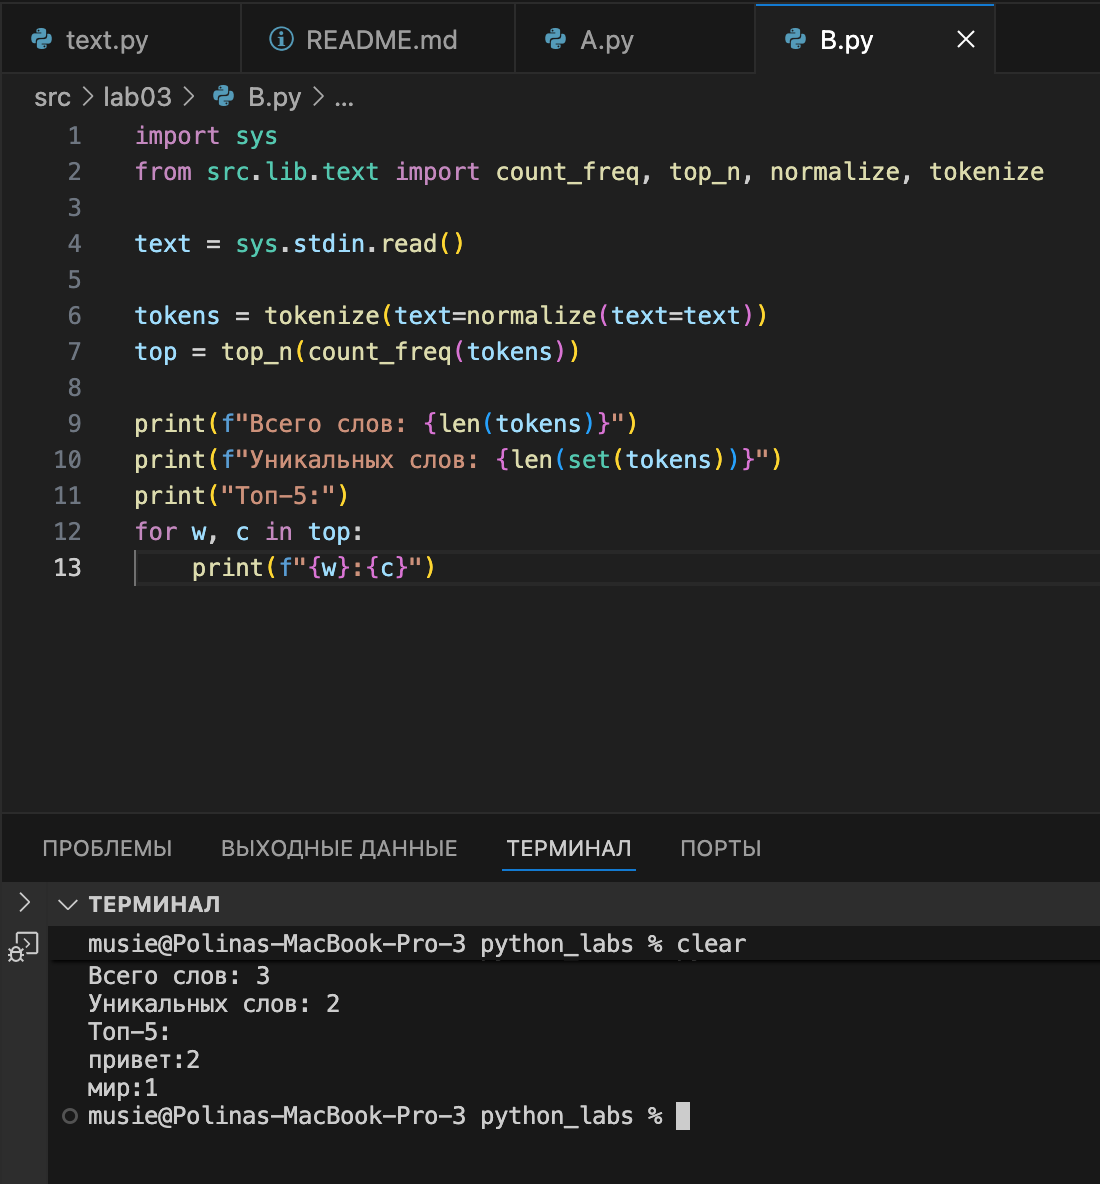 text.py README.md A.py B.py
src > lab03 > B.py > ...
1 import sys
2 from src.lib.text import count_freq, top_n, normalize, tokenize
3
4 text = sys.stdin.read()
5
6 tokens = tokenize(text=normalize(text=text))
7 top = top_n(count_freq(tokens))
8
9 print(f"Всего слов: {len(tokens)}")
10 print(f"Уникальных слов: {len(set(tokens))}")
11 print("Топ-5:")
12 for w, c in top:
13     print(f"{w}:{c}")
ПРОБЛЕМЫ ВЫХОДНЫЕ ДАННЫЕ ТЕРМИНАЛ ПОРТЫ
ТЕРМИНАЛ
musie@Polinas-MacBook-Pro-3 python_labs % clear
Всего слов: 3
Уникальных слов: 2
Топ-5:
привет:2
мир:1
musie@Polinas-MacBook-Pro-3 python_labs %